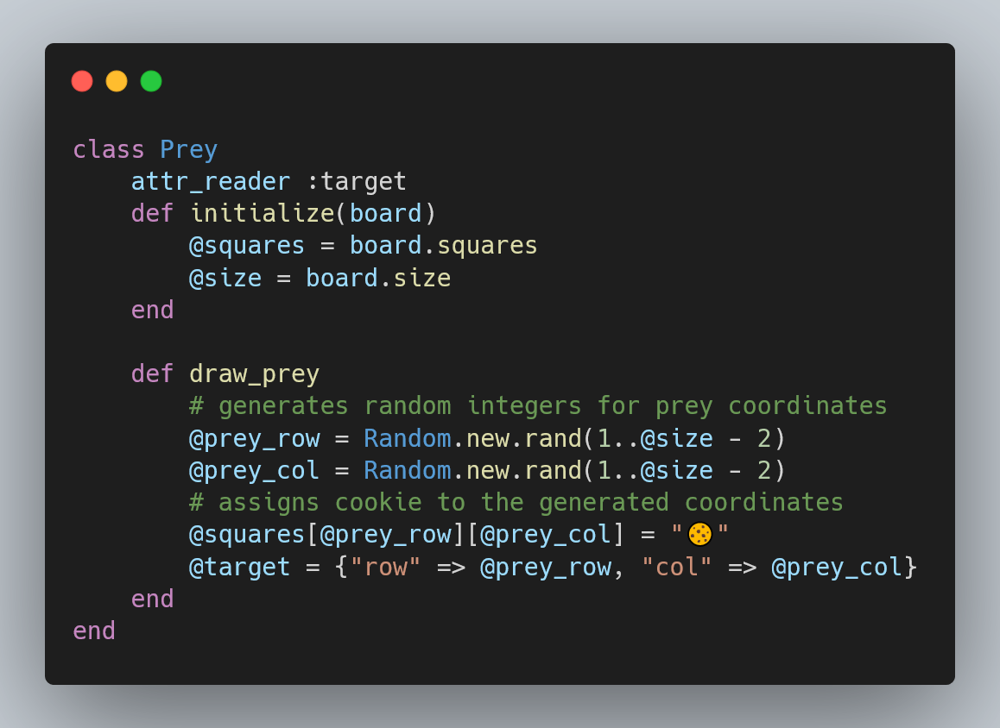 class Prey
    attr_reader :target
    def initialize(board)
        @squares = board.squares
        @size = board.size
    end

    def draw_prey
        # generates random integers for prey coordinates
        @prey_row = Random.new.rand(1..@size - 2)
        @prey_col = Random.new.rand(1..@size - 2)
        # assigns cookie to the generated coordinates
        @squares[@prey_row][@prey_col] = "🍪"
        @target = {"row" => @prey_row, "col" => @prey_col}
    end
end